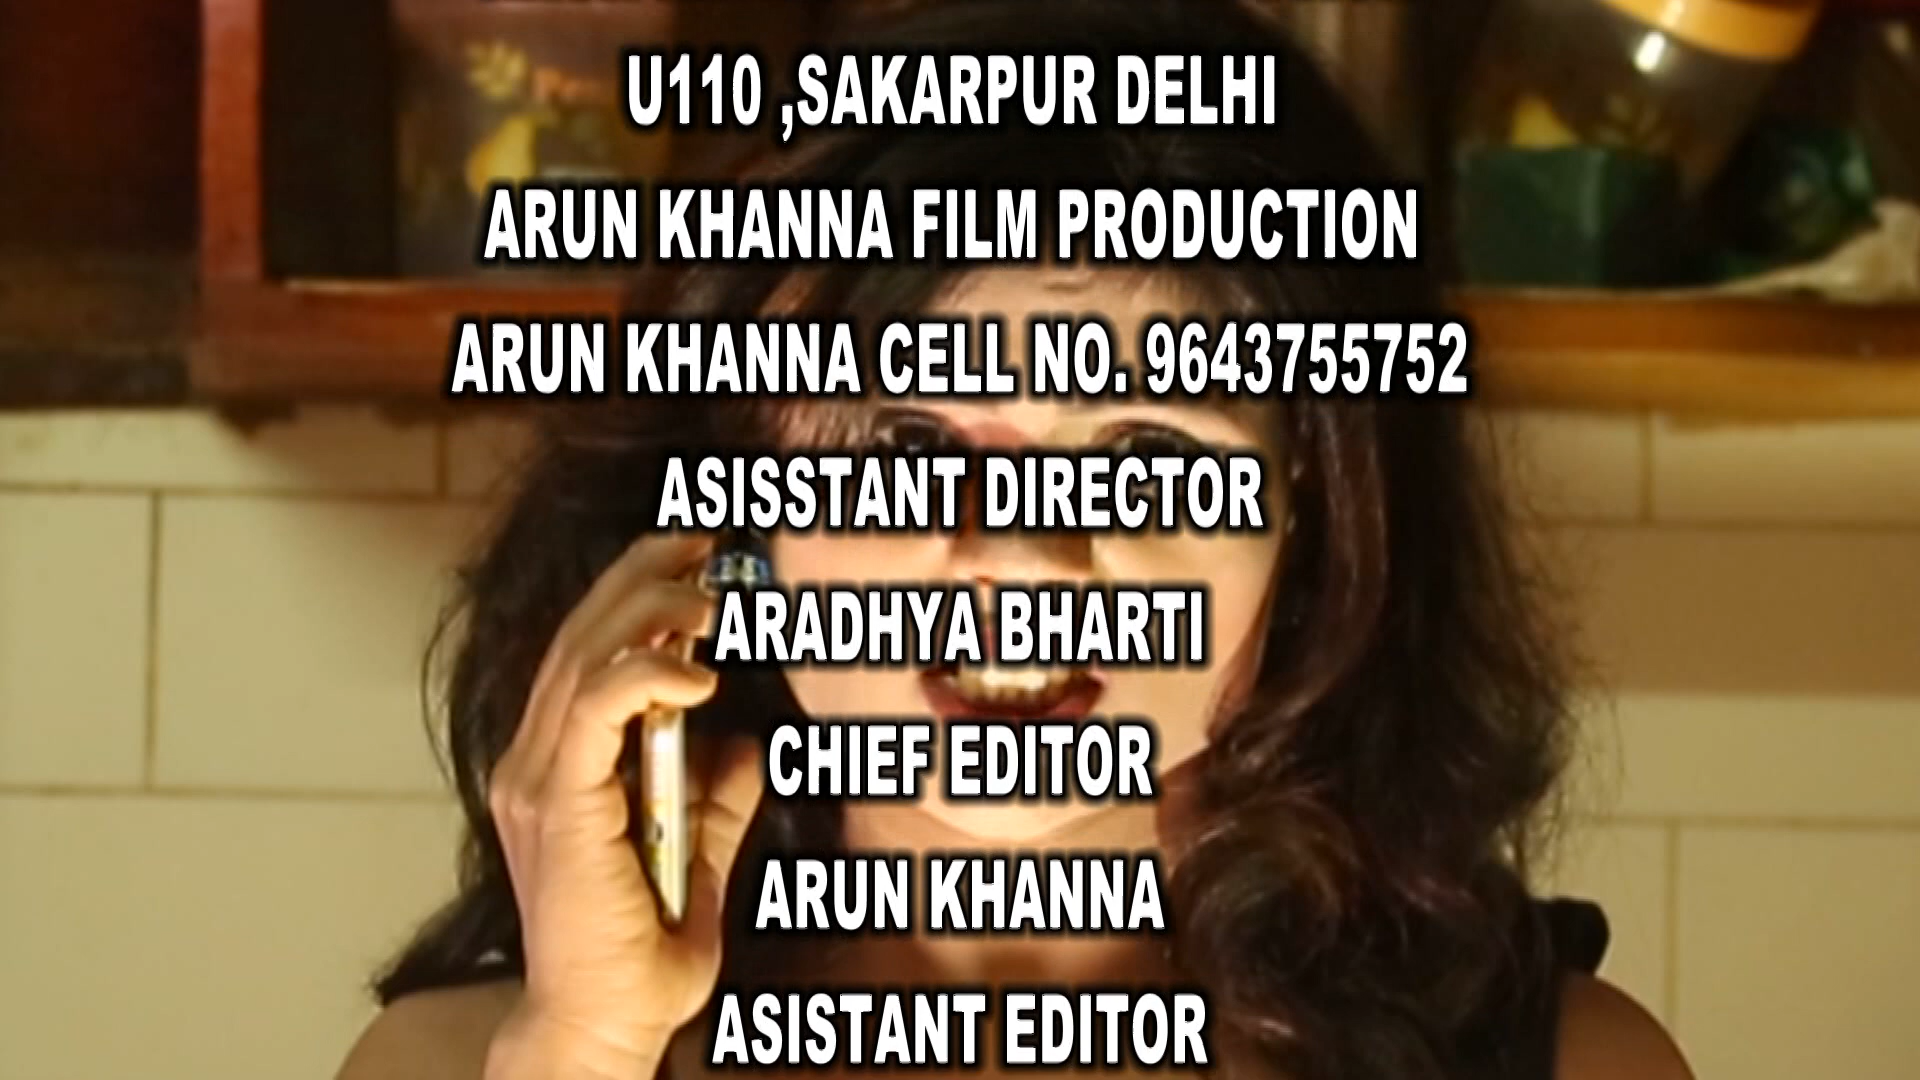 U110 ,SAKARPUR DELHI
ARUN KHANNA FILM PRODUCTION
ARUN KHANNA CELL NO. 9643755752
ASISSTANT DIRECTOR
ARADHYA BHARTI
CHIEF EDITOR
ARUN KHANNA
ASISTANT EDITOR